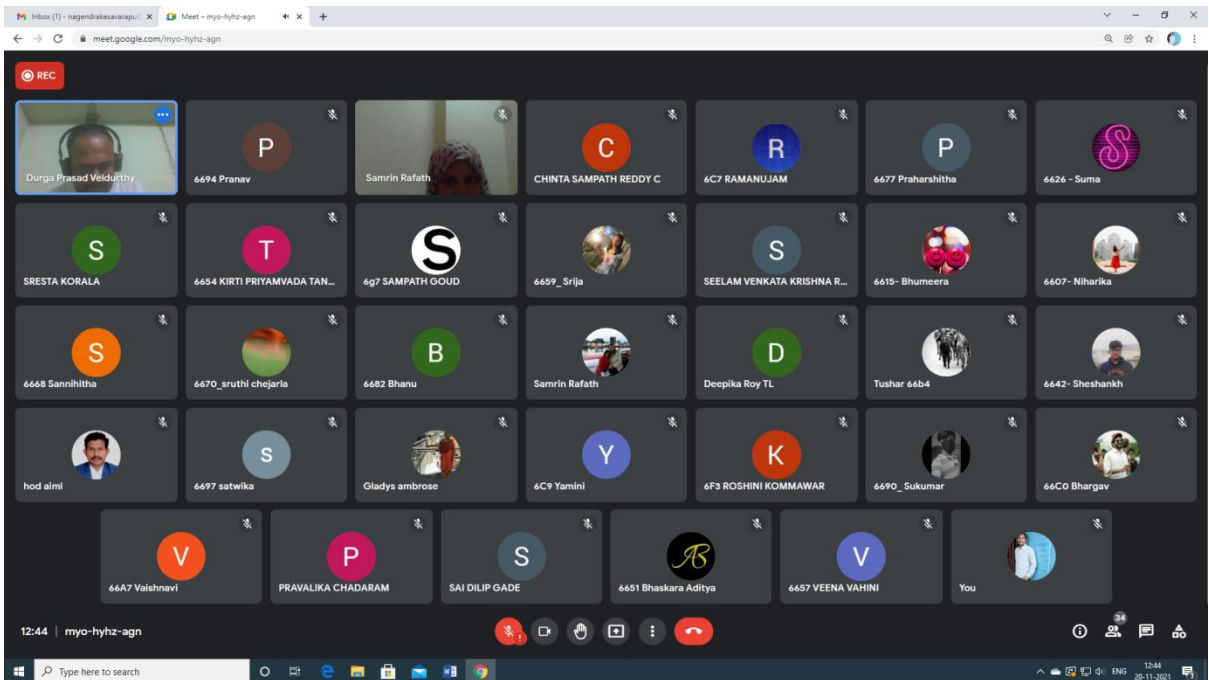 Inbox (1) - nagendrakesavarapu
Meet – myo-hyhz-agn
meet.google.com/myo-hyhz-agn
REC
Durga Prasad Veldurthy
P
6694 Pranav
Samrin Rafath
C
CHINTA SAMPATH REDDY C
R
6C7 RAMANUJAM
P
6677 Praharshitha
S
6626 - Suma
S
SRESTA KORALA
T
6654 KIRTI PRIYAMVADA TAN...
S
6g7 SAMPATH GOUD
6659_ Srija
S
SEELAM VENKATA KRISHNA R...
6615- Bhumeera
6607- Niharika
S
6668 Sannihitha
6670_sruthi chejarla
B
6682 Bhanu
Samrin Rafath
D
Deepika Roy TL
Tushar 66b4
6642- Sheshankh
hod aiml
s
6697 satwika
Gladys ambrose
Y
6C9 Yamini
K
6F3 ROSHINI KOMMAWAR
6690_ Sukumar
66C0 Bhargav
V
66A7 Vaishnavi
P
PRAVALIKA CHADARAM
S
SAI DILIP GADE
AB
6651 Bhaskara Aditya
V
6657 VEENA VAHINI
You
12:44 | myo-hyhz-agn
34
Type here to search
ENG
12:44
20-11-2021